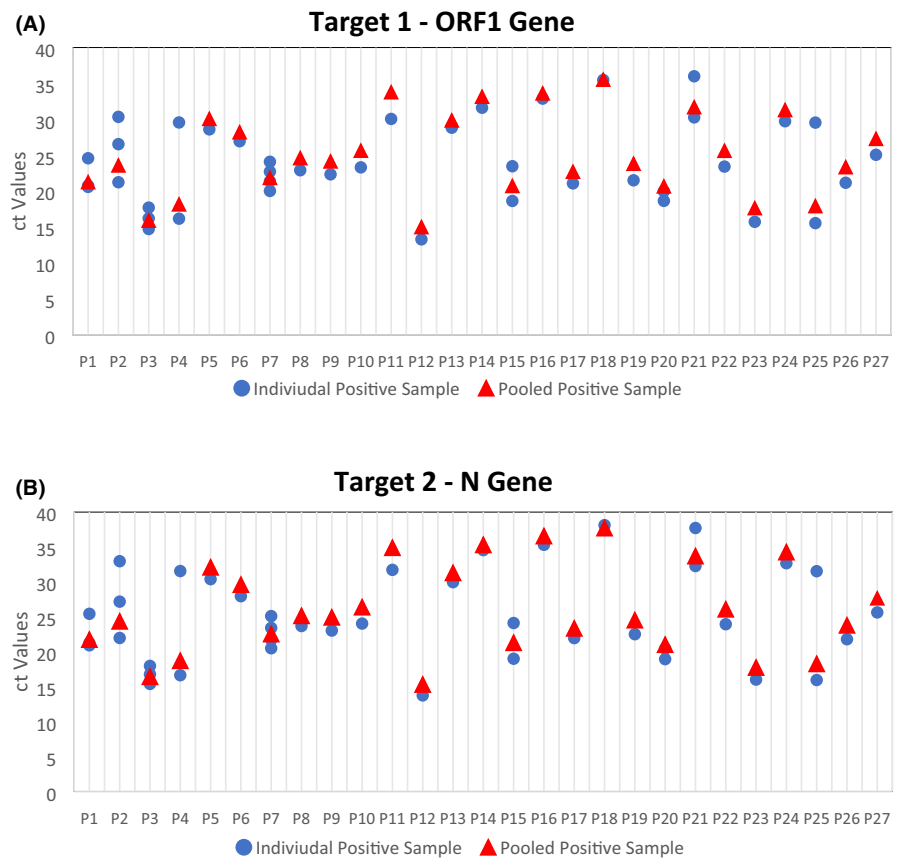 (A)
Target 1 - ORF1 Gene
40
35
30
25
20
15
10
5
0
ct Values
P1 P2 P3 P4 P5 P6 P7 P8 P9 P10 P11 P12 P13 P14 P15 P16 P17 P18 P19 P20 P21 P22 P23 P24 P25 P26 P27
Indiviudal Positive Sample Pooled Positive Sample
(B)
Target 2 - N Gene
40
35
30
25
20
15
10
5
0
ct Values
P1 P2 P3 P4 P5 P6 P7 P8 P9 P10 P11 P12 P13 P14 P15 P16 P17 P18 P19 P20 P21 P22 P23 P24 P25 P26 P27
Indiviudal Positive Sample Pooled Positive Sample